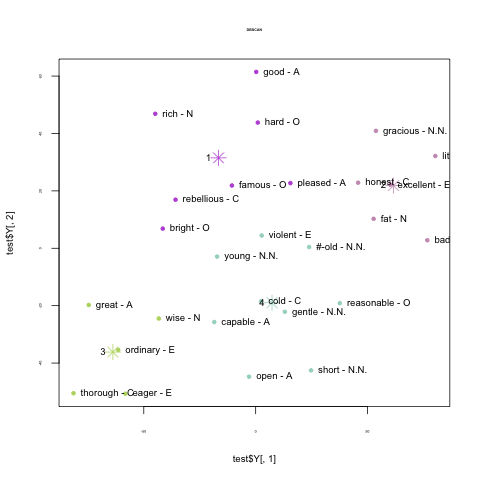 DBSCAN
good - A
rich - N
hard - O
gracious - N.N.
1
lit
famous - O
pleased - A
honest - C
2
excellent - E
rebellious - C
fat - N
bright - O
violent - E
bad
#-old - N.N.
young - N.N.
great - A
4
cold - C
reasonable - O
gentle - N.N.
wise - N
capable - A
3
ordinary - E
short - N.N.
open - A
thorough - C
eager - E
test$Y[, 2]
test$Y[, 1]